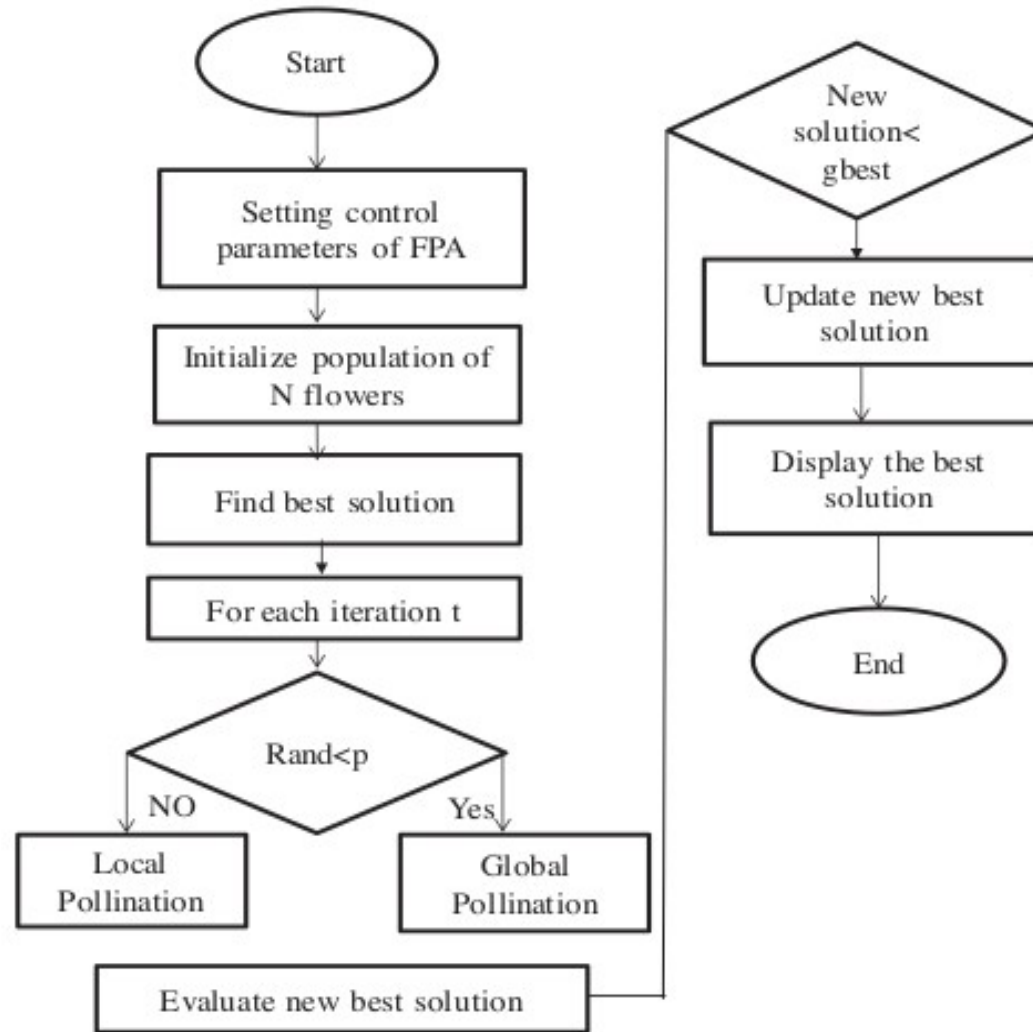 Start
Setting control
parameters of FPA
Initialize population of
N flowers
Find best solution
For each iteration t
Rand<p
NO
Yes
Local
Pollination
Global
Pollination
Evaluate new best solution
New
solution<
gbest
Update new best
solution
Display the best
solution
End